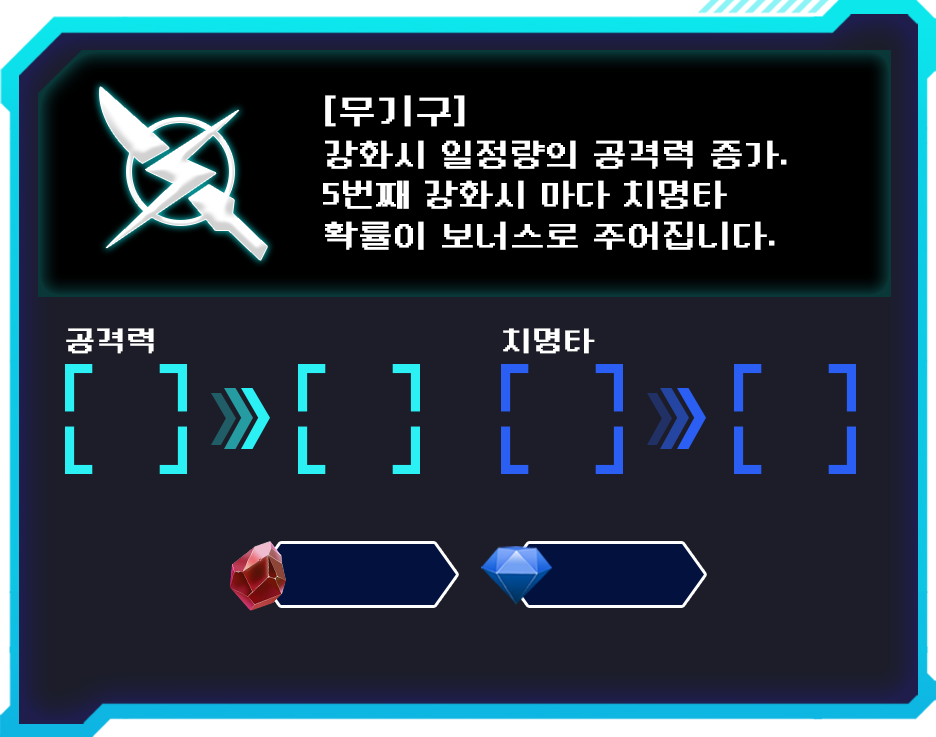 [무기구]
강화시 일정량의 공격력 증가.
5번째 강화시 마다 치명타
확률이 보너스로 주어집니다.
공격력
치명타